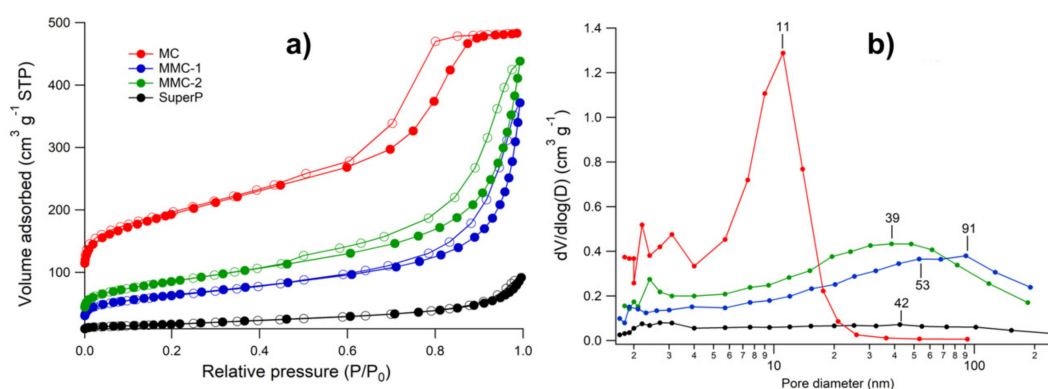 500
400
300
200
100
Volume adsorbed (cm3 g-1 STP)
a)
MC
MMC-1
MMC-2
SuperP
0.0 0.2 0.4 0.6 0.8 1.0
Relative pressure (P/P0)
1.4
1.2
1.0
0.8
0.6
0.4
0.2
0.0
dV/dlog(D) (cm3 g-1)
b)
11
39
91
53
42
2 4 5 6 7 8 9 10 2 3 4 5 6 7 8 9 100 2
Pore diameter (nm)